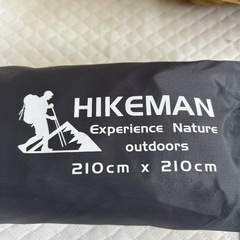 HIKEMAN
Experience Nature
outdoors
210cm x 210cm